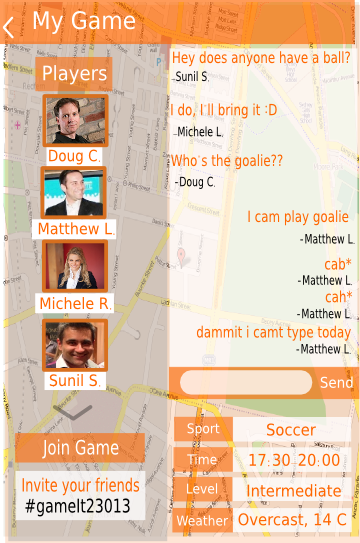 My Game
Players
Doug C.
Matthew L.
Michele R.
Sunil S.
Join Game
Invite your friends
#gameIt23013
Hey does anyone have a ball?
-Sunil S.
I do, I'll bring it :D
-Michele L.
Who's the goalie??
-Doug C.
I cam play goalie
-Matthew L.
cab*
-Matthew L.
cah*
-Matthew L.
dammit i camt type today
-Matthew L.
Send
Sport Soccer
Time 17:30-20:00
Level Intermediate
Weather Overcast, 14 C